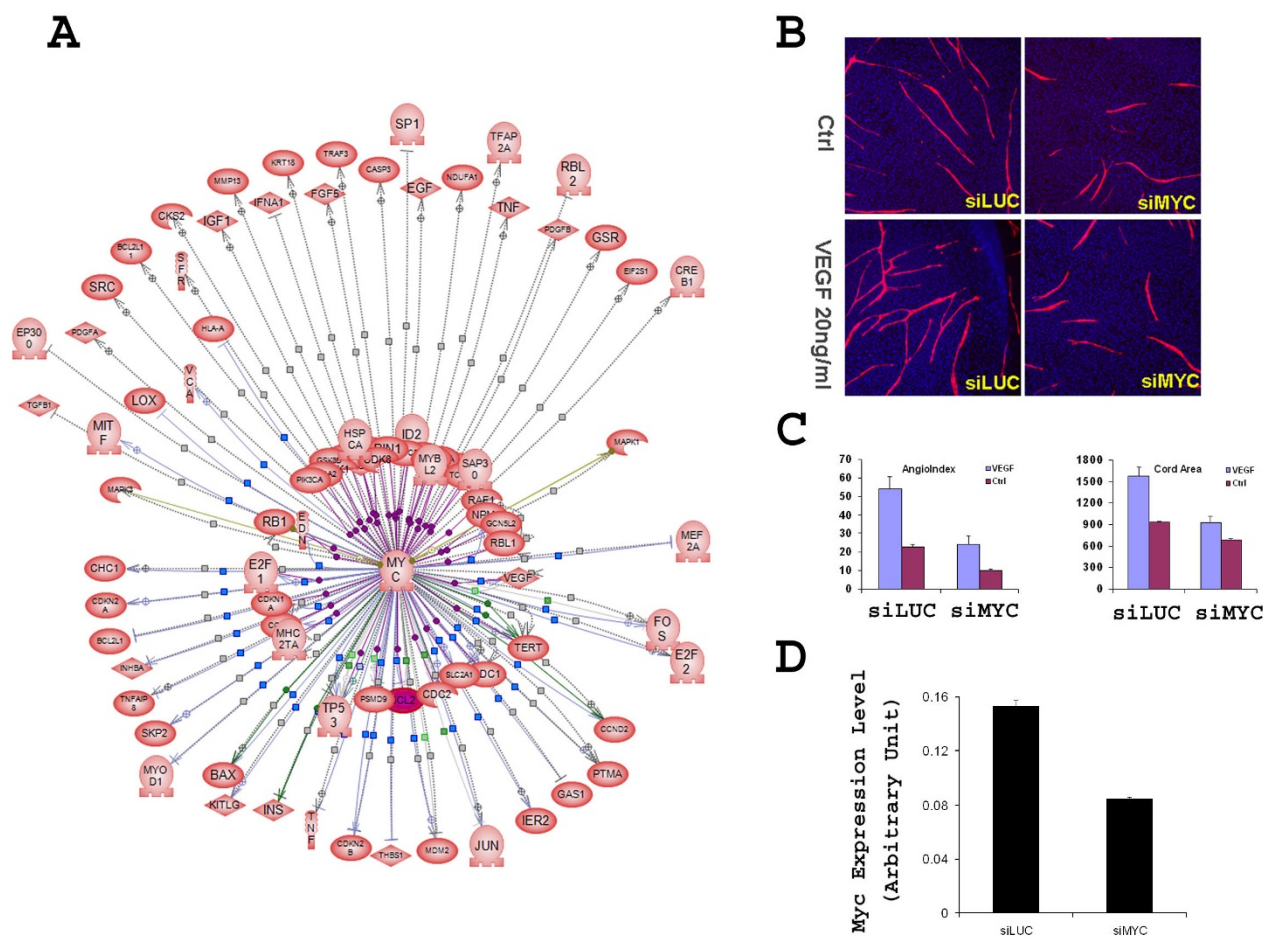 A
SP1
TFAP
2A
RBL
2
KRT18
TRAF3
CASP3
NDUFA1
MMP13
IFNA1
FGF5
EGF
TNF
CKS2
IGF1
PDGFB
GSR
BCL2L1
1
SFR
EIF2S1
CRE
B1
SRC
HLA-A
EP30
0
PDGFA
VCA
LOX
TGFB1
MIT
F
HSP
CA
ID2
MYB
L2
SAP3
0
PIK3CA
MAPK1
RAF1
GCN5L2
RBL1
RB1
EDN
MEF
2A
CHC1
E2F
1
MY
C
VEGF
CDKN2
A
CDKN1
A
BCL2L1
MHC
2TA
FO
S
E2F
2
INHBA
TERT
TNFAIP
8
SLC2A1
SKP2
TP5
3
PSMD9
CDC2
CCND2
MYO
D1
BAX
PTMA
KITLG
INS
GAS1
TNF
IER2
CDKN2
B
THBS1
MDM2
JUN
B
Ctrl
siLUC
siMYC
VEGF 20ng/ml
siLUC
siMYC
C
AngioIndex
VEGF
Ctrl
70
60
50
40
30
20
10
0
siLUC siMYC
Cord Area
VEGF
Ctrl
1800
1500
1200
900
600
300
0
siLUC siMYC
D
Myc Expression Level
(Arbitrary Unit)
0.16
0.12
0.08
0.04
0
siLUC siMYC